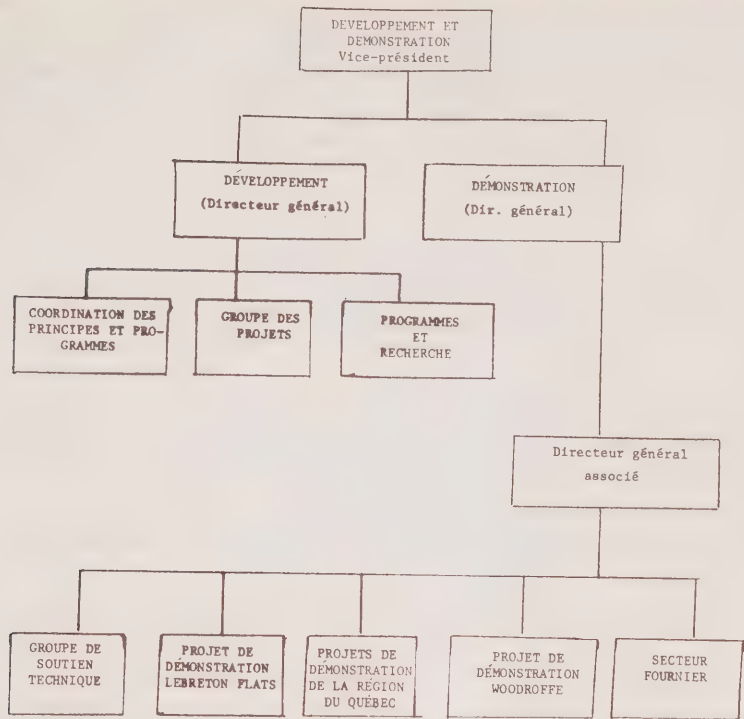 DEVELOPPEMENT ET
DEMONSTRATION
Vice-président
DÉVELOPPEMENT
(Directeur général)
DÉMONSTRATION
(Dir. général)
COORDINATION DES
PRINCIPES ET PRO-
GRAMMES
GROUPE DES
PROJETS
PROGRAMMES
ET
RECHERCHE
Directeur général
associé
GROUPE DE
SOUTIEN
TECHNIQUE
PROJET DE
DÉMONSTRATION
LEBRETON FLATS
PROJETS DE
DÉMONSTRATION
DE LA RÉGION
DU QUÉBEC
PROJET DE
DÉMONSTRATION
WOODROFFE
SECTEUR
FOURNIER